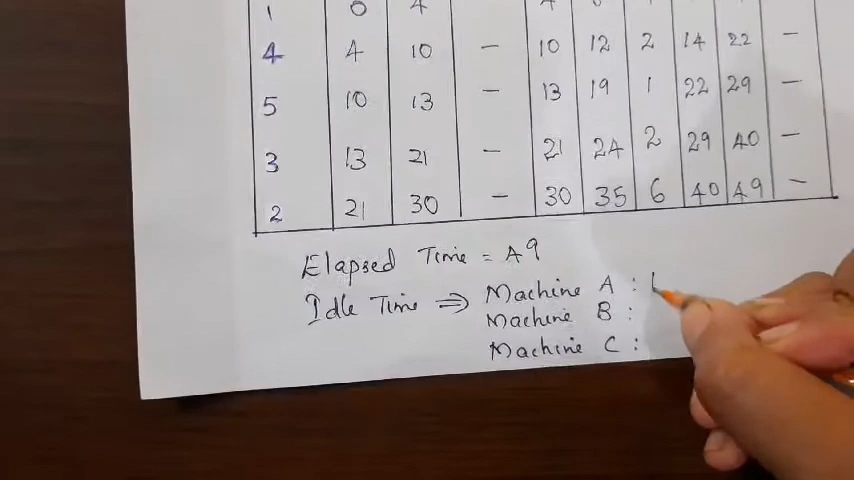 1 0 4
4 4 10 - 10 12 2 14 22 -
5 10 13 - 13 19 1 22 29 -
3 13 21 - 21 24 2 29 40 -
2 21 30 - 30 35 6 40 49 -
Elapsed Time = 49
Idle Time ⇒ Machine A :
Machine B :
Machine C :